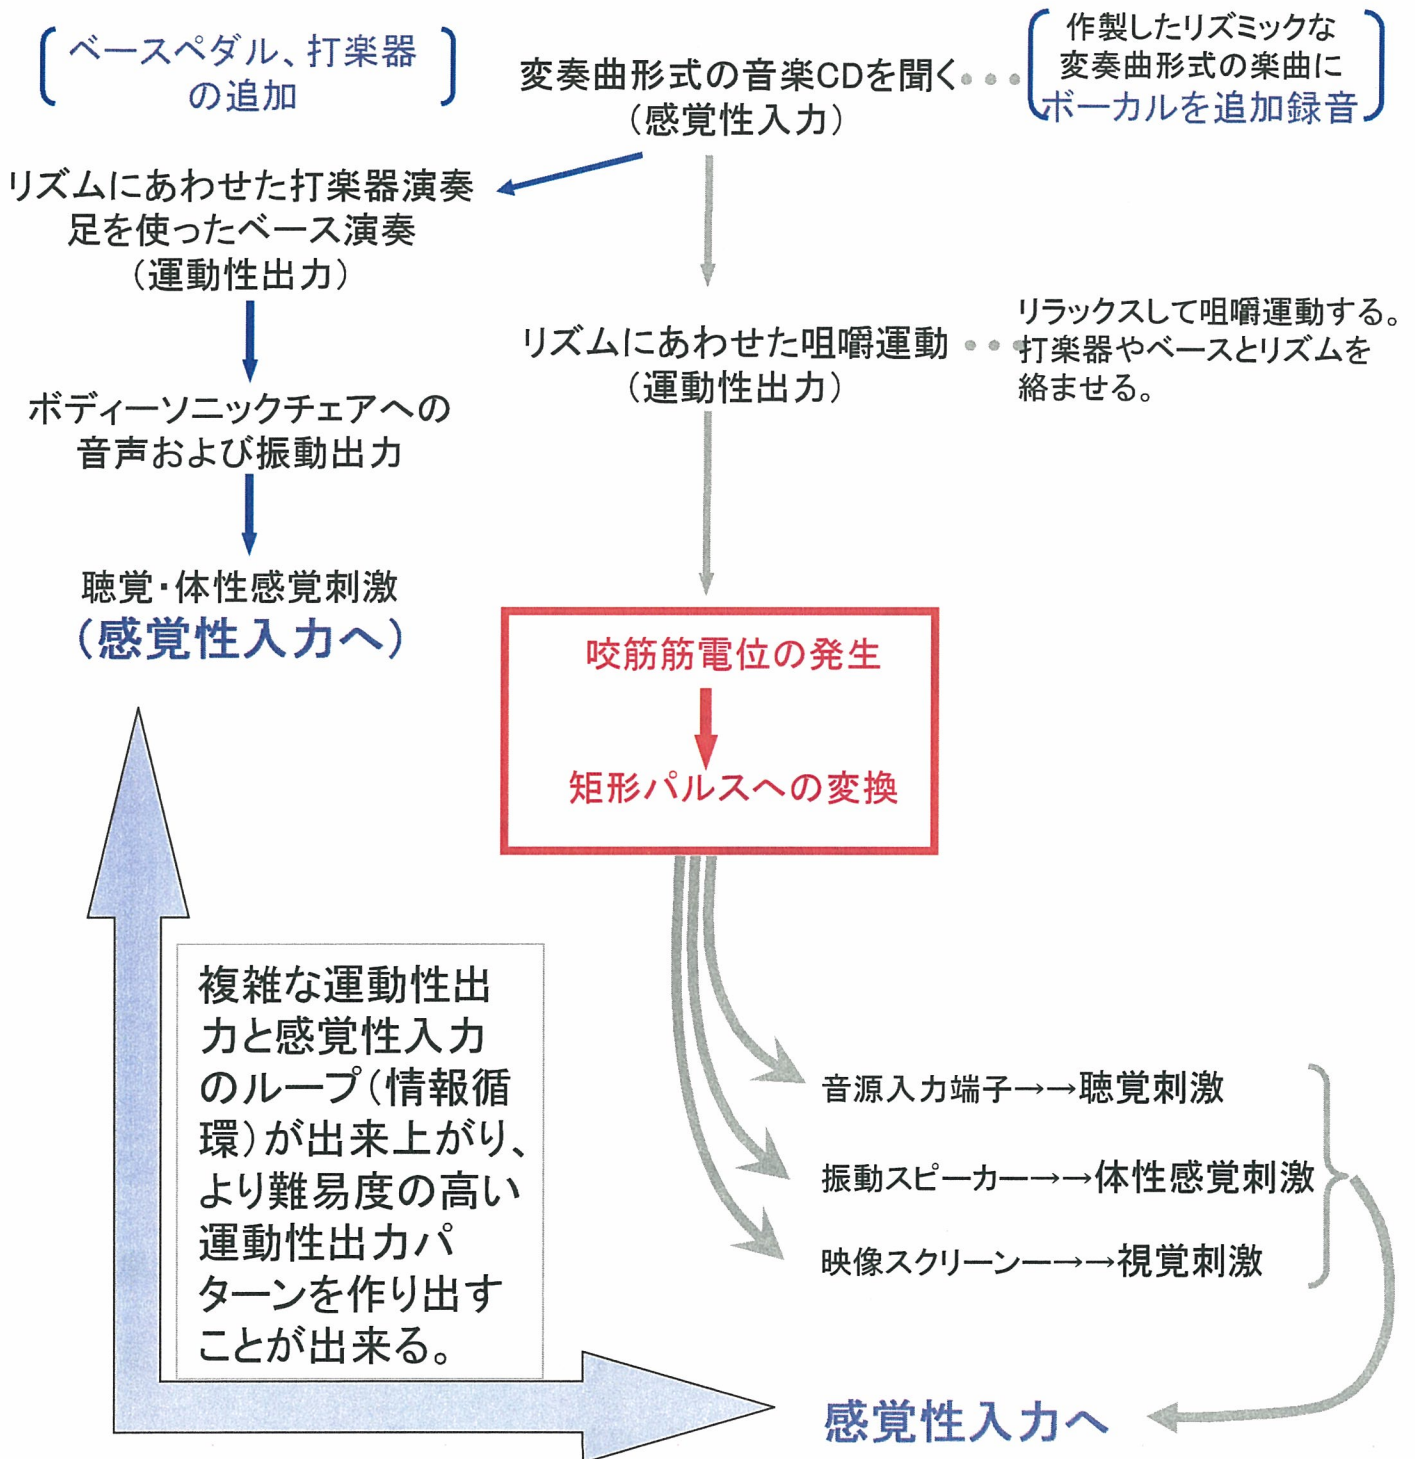 ベースペダル、打楽器
の追加
変奏曲形式の音楽CDを聞く
（感覚性入力）
作製したリズミックな
変奏曲形式の楽曲に
ボーカルを追加録音
リズムにあわせた打楽器演奏
足を使ったベース演奏
（運動性出力）
リズムにあわせた咀嚼運動
（運動性出力）
リラックスして咀嚼運動する。
打楽器やベースとリズムを
絡ませる。
ボディーソニックチェアへの
音声および振動出力
聴覚・体性感覚刺激
（感覚性入力へ）
咬筋筋電位の発生
矩形パルスへの変換
複雑な運動性出
力と感覚性入力
のループ（情報循
環）が出来上がり、
より難易度の高い
運動性出力パ
ターンを作り出す
ことが出来る。
音源入力端子→→聴覚刺激
振動スピーカー→→体性感覚刺激
映像スクリーンー→→視覚刺激
感覚性入力へ